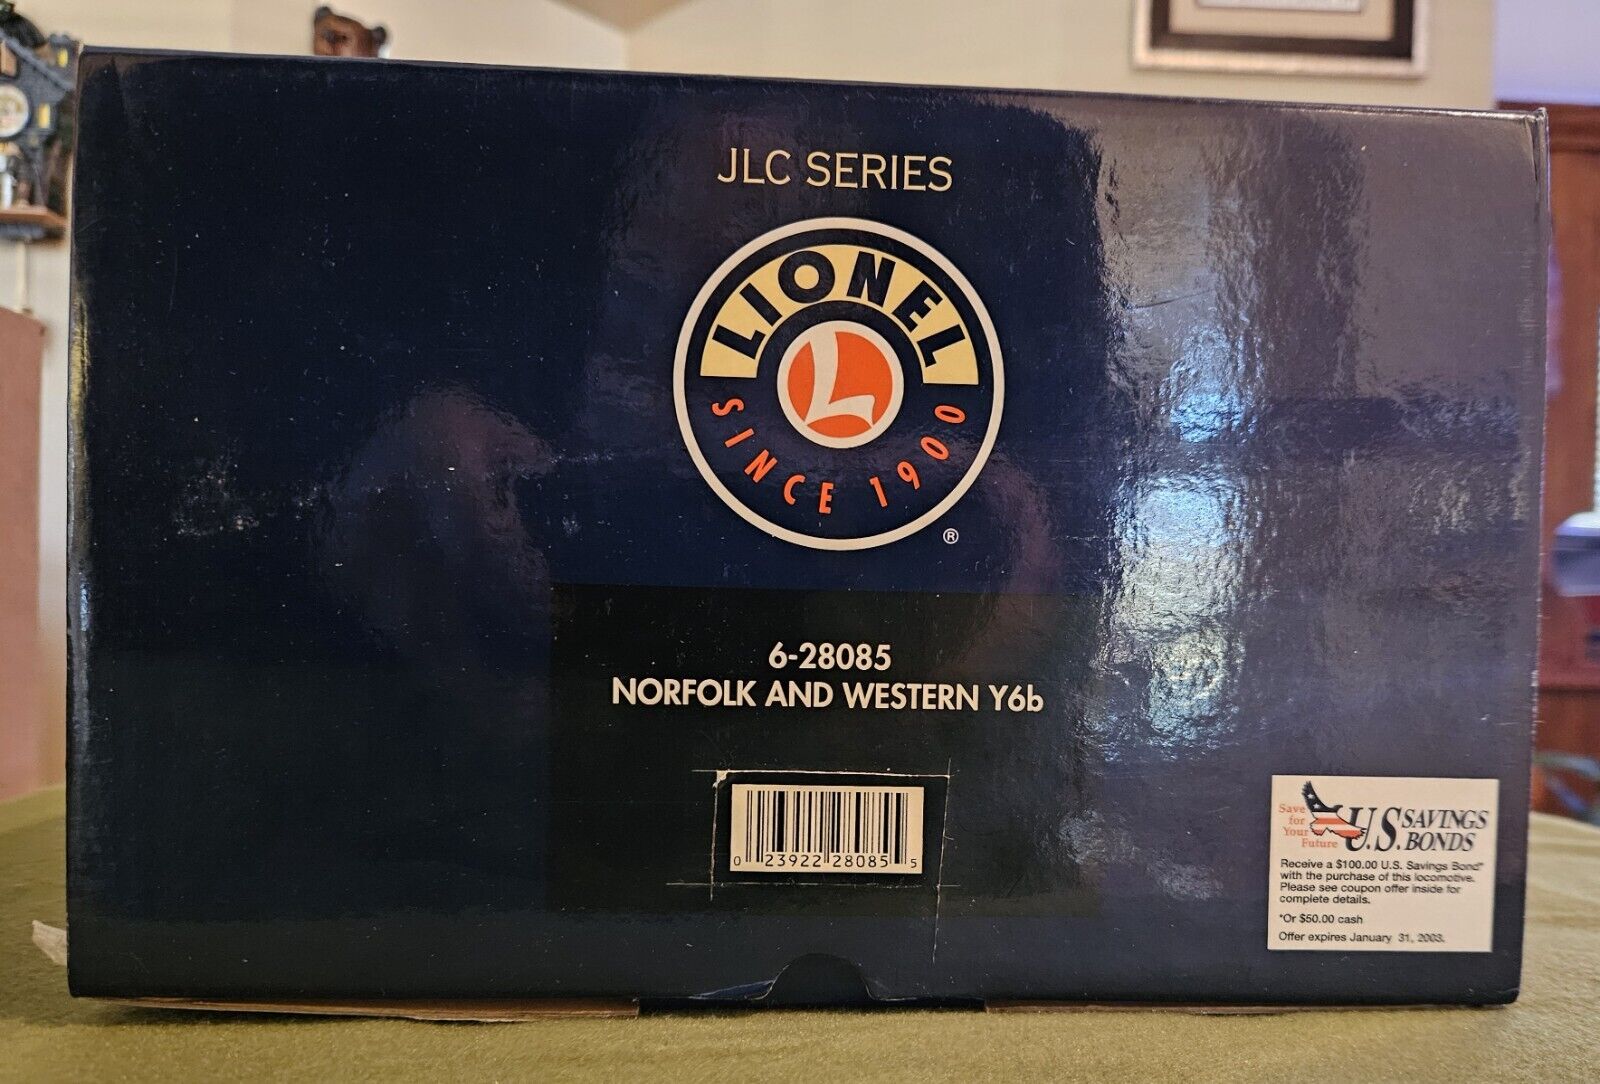 JLC SERIES
LIONEL
L
SINCE 1900
®
6-28085
NORFOLK AND WESTERN Y6b
0 23922 28085 5
Save
for
Your
Future
U.S. SAVINGS
BONDS
Receive a $100.00 U.S. Savings Bond*
with the purchase of this locomotive.
Please see coupon offer inside for
complete details.
*Or $50.00 cash
Offer expires January 31, 2003.